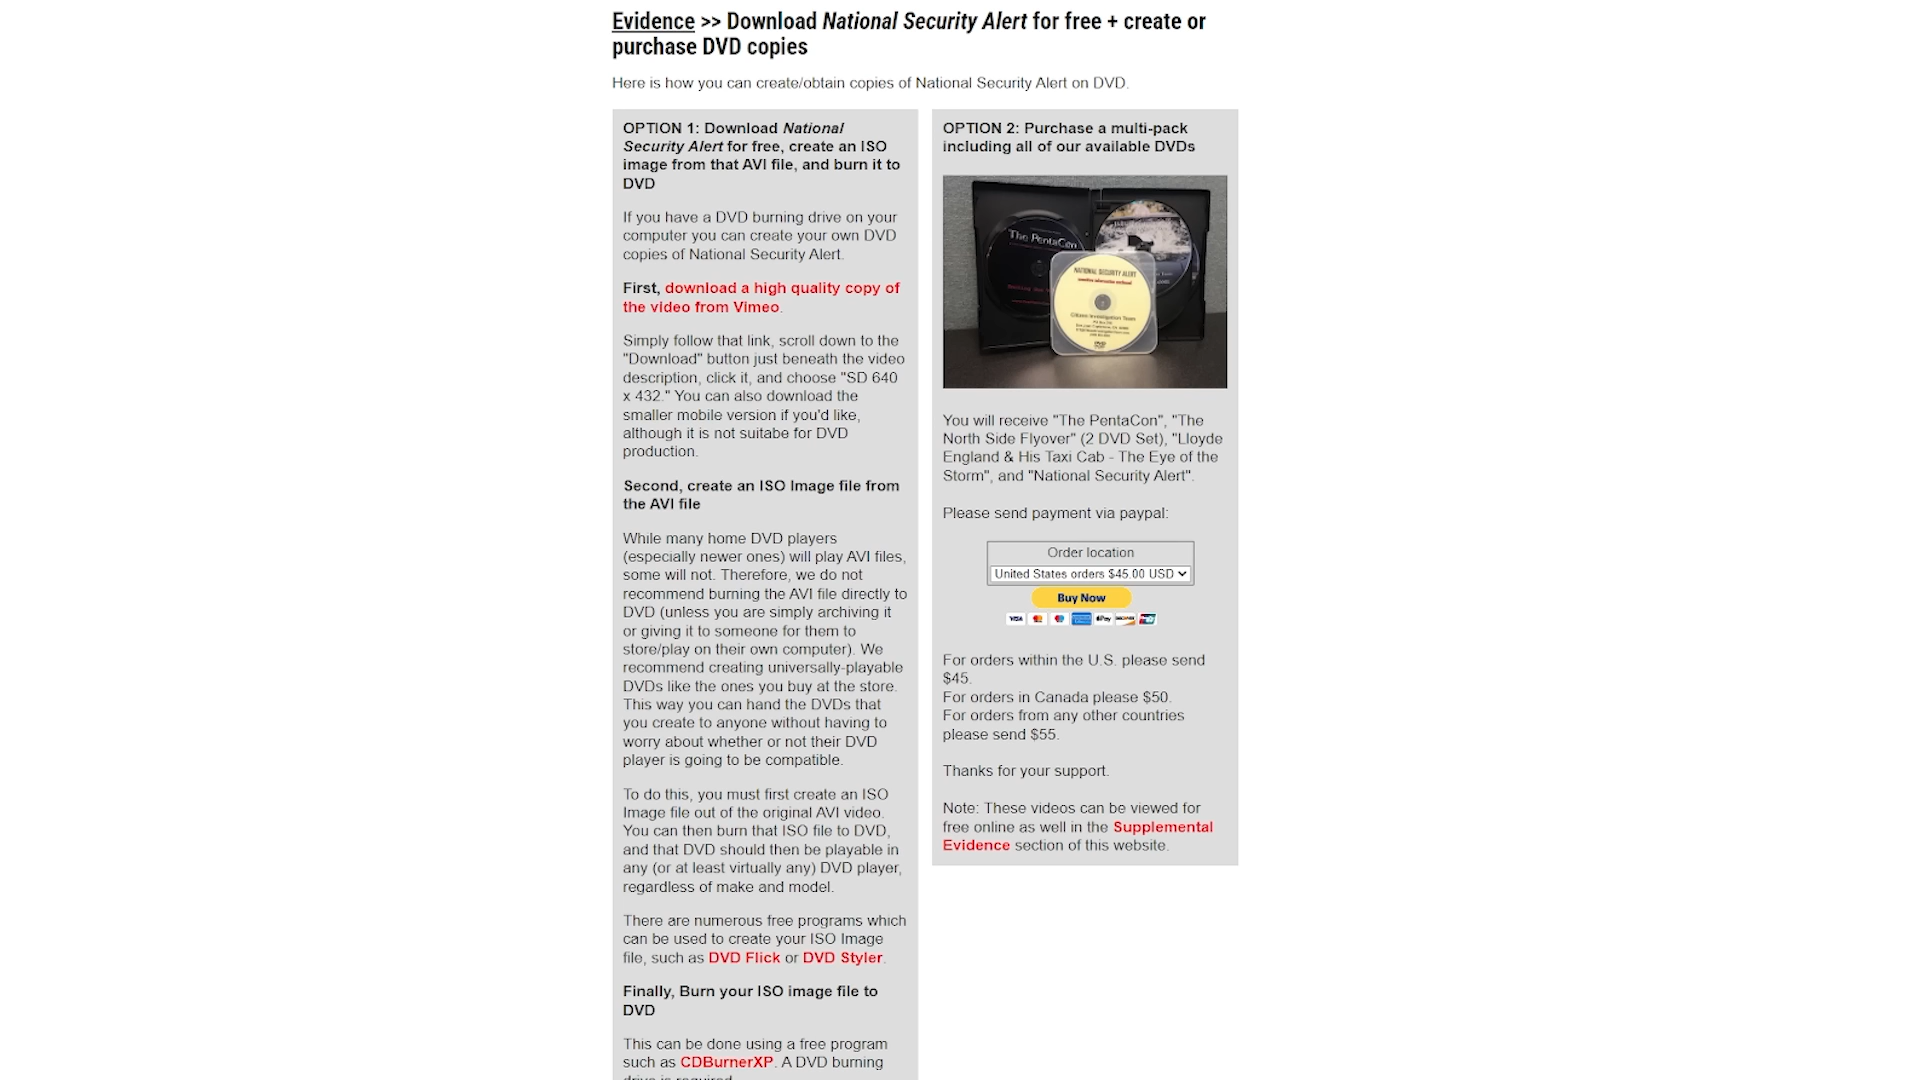 Evidence >> Download National Security Alert for free + create or
purchase DVD copies
Here is how you can create/obtain copies of National Security Alert on DVD.
OPTION 1: Download National
Security Alert for free, create an ISO
image from that AVI file, and burn it to
DVD
If you have a DVD burning drive on your
computer you can create your own DVD
copies of National Security Alert.
First, download a high quality copy of
the video from Vimeo.
Simply follow that link, scroll down to the
"Download" button just beneath the video
description, click it, and choose "SD 640
x 432." You can also download the
smaller mobile version if you'd like,
although it is not suitabe for DVD
production.
Second, create an ISO Image file from
the AVI file
While many home DVD players
(especially newer ones) will play AVI files,
some will not. Therefore, we do not
recommend burning the AVI file directly to
DVD (unless you are simply archiving it
or giving it to someone for them to
store/play on their own computer). We
recommend creating universally-playable
DVDs like the ones you buy at the store.
This way you can hand the DVDs that
you create to anyone without having to
worry about whether or not their DVD
player is going to be compatible.
To do this, you must first create an ISO
Image file out of the original AVI video.
You can then burn that ISO file to DVD,
and that DVD should then be playable in
any (or at least virtually any) DVD player,
regardless of make and model.
There are numerous free programs which
can be used to create your ISO Image
file, such as DVD Flick or DVD Styler.
Finally, Burn your ISO image file to
DVD
This can be done using a free program
such as CDBurnerXP. A DVD burning
drive is required.
OPTION 2: Purchase a multi-pack
including all of our available DVDs
The PentaCon
NATIONAL SECURITY ALERT
Citizen Investigation Team
DVD
You will receive "The PentaCon", "The
North Side Flyover" (2 DVD Set), "Lloyde
England & His Taxi Cab - The Eye of the
Storm", and "National Security Alert".
Please send payment via paypal:
Order location
United States orders $45.00 USD
Buy Now
VISA
Pay
For orders within the U.S. please send
$45.
For orders in Canada please $50.
For orders from any other countries
please send $55.
Thanks for your support.
Note: These videos can be viewed for
free online as well in the Supplemental
Evidence section of this website.